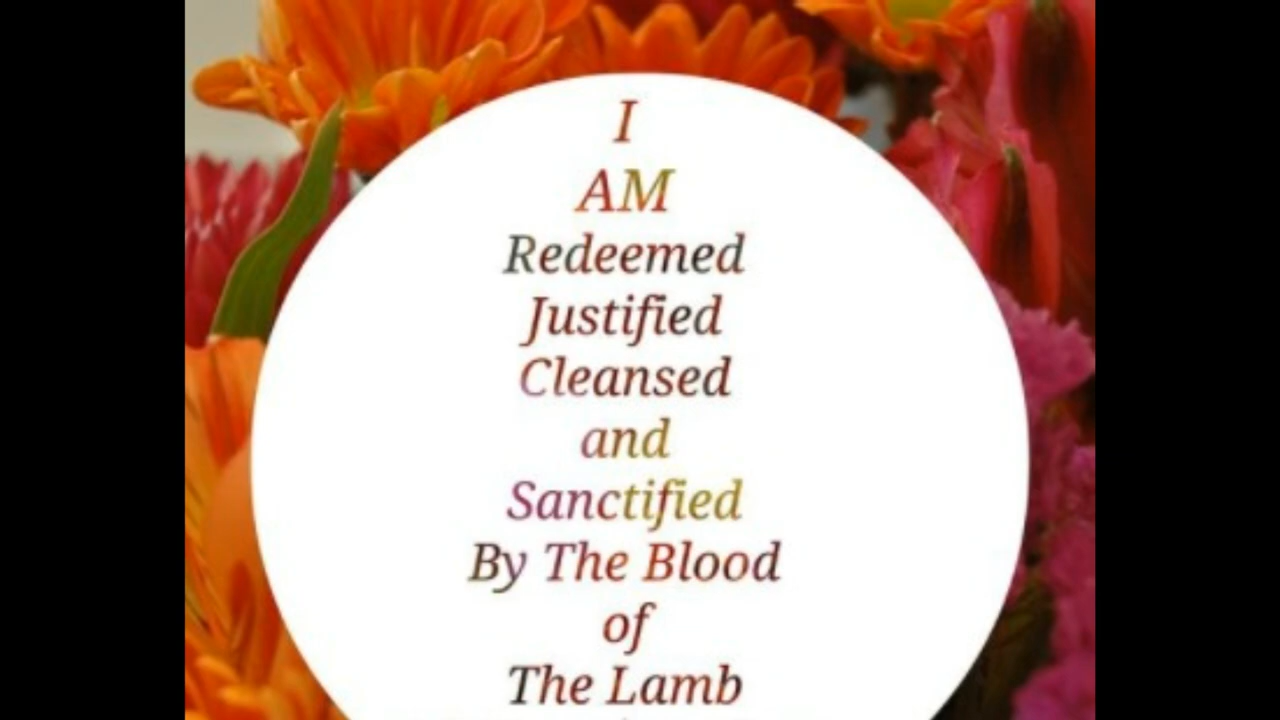 I
AM
Redeemed
Justified
Cleansed
and
Sanctified
By The Blood
of
The Lamb